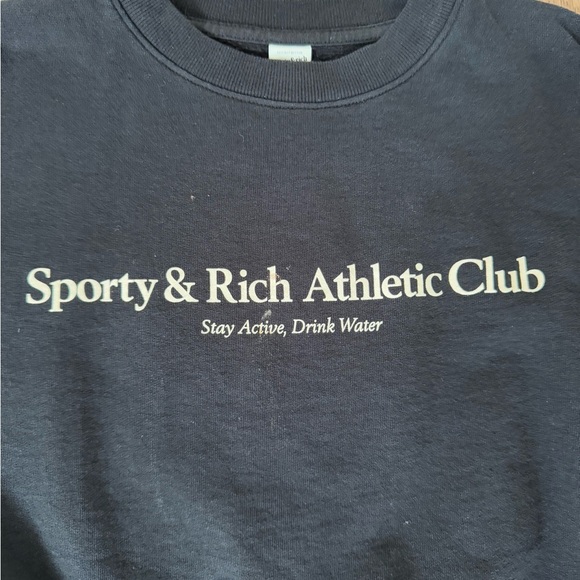 Sporty & Rich Athletic Club
Stay Active, Drink Water